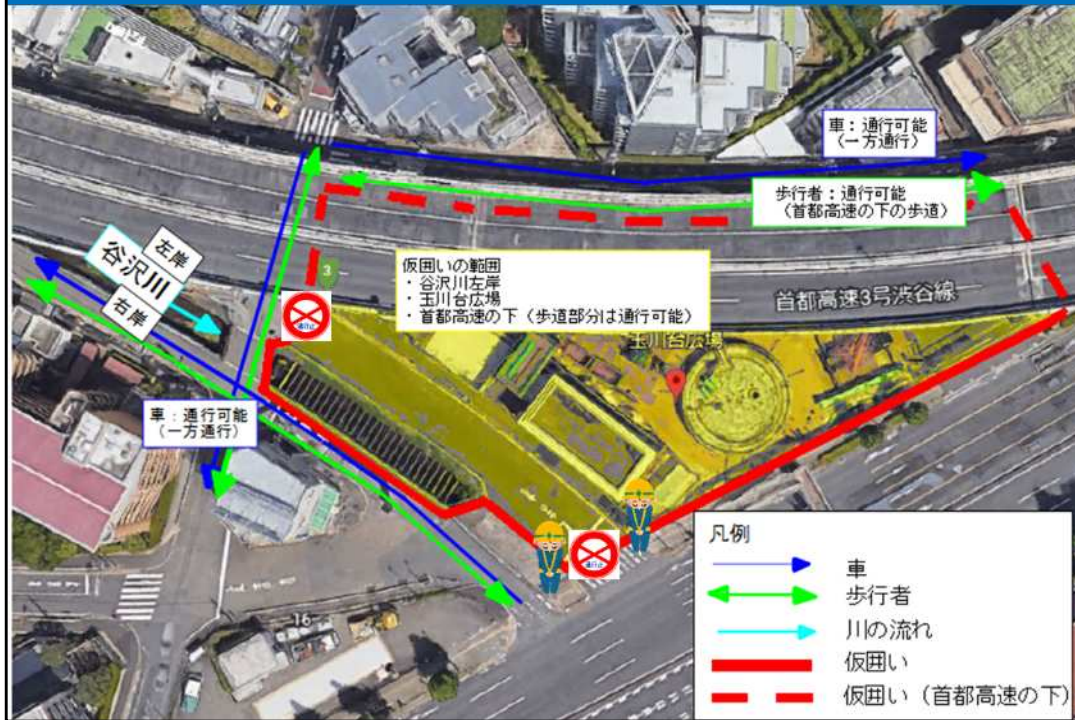 車：通行可能
（一方通行）
歩行者：通行可能
（首都高速の下の歩道）
左岸
谷沢川
右岸
3
仮囲いの範囲
・谷沢川左岸
・玉川台広場
・首都高速の下（歩道部分は通行可能）
首都高速3号渋谷線
玉川台広場
車：通行可能
（一方通行）
16
凡例
車
歩行者
川の流れ
仮囲い
仮囲い（首都高速の下）